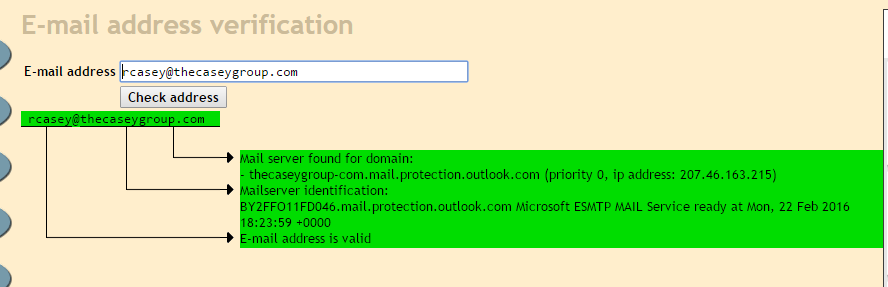 E-mail address verification
E-mail address rcasey@thecaseygroup.com
Check address
rcasey@thecaseygroup.com
Mail server found for domain:
- thecaseygroup-com.mail.protection.outlook.com (priority 0, ip address: 207.46.163.215)
Mailserver identification:
BY2FFO11FD046.mail.protection.outlook.com Microsoft ESMTP MAIL Service ready at Mon, 22 Feb 2016
18:23:59 +0000
E-mail address is valid